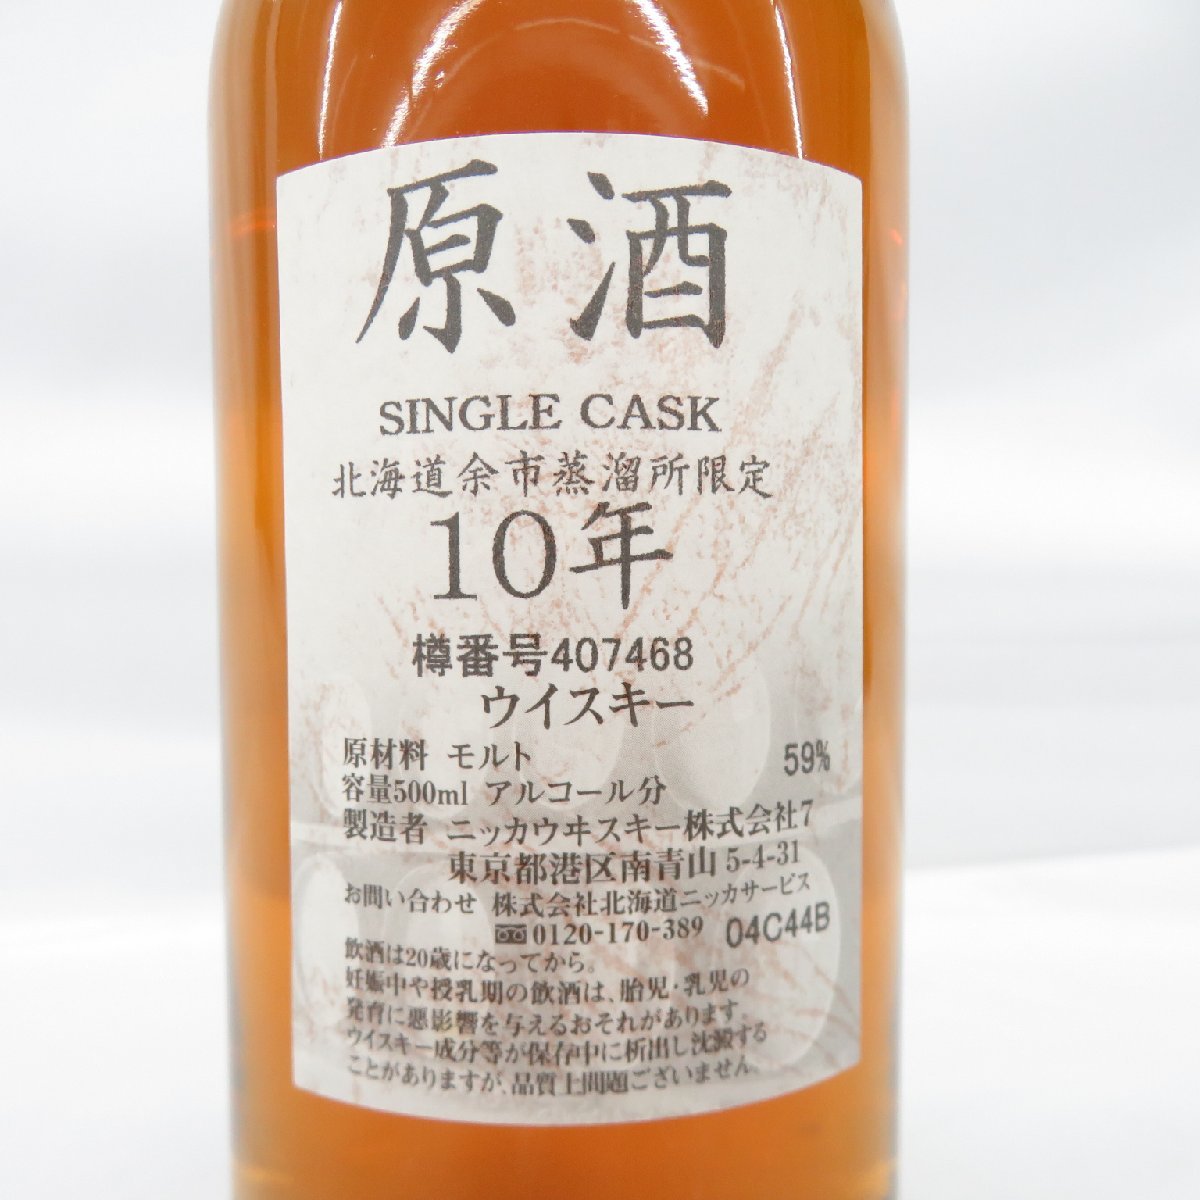 原酒
SINGLE CASK
北海道余市蒸溜所限定
10年
樽番号407468
ウイスキー
原材料 モルト
容量500ml アルコール分 59%
製造者 ニッカウヰスキー株式会社7
東京都港区南青山 5-4-31
お問い合わせ 株式会社北海道ニッカサービス
0120-170-389 04C44B
飲酒は20歳になってから。
妊娠中や授乳期の飲酒は、胎児・乳児の
発育に悪影響を与えるおそれがあります。
ウイスキー成分等が保存中に析出し沈澱する
ことがありますが、品質上問題ございません。